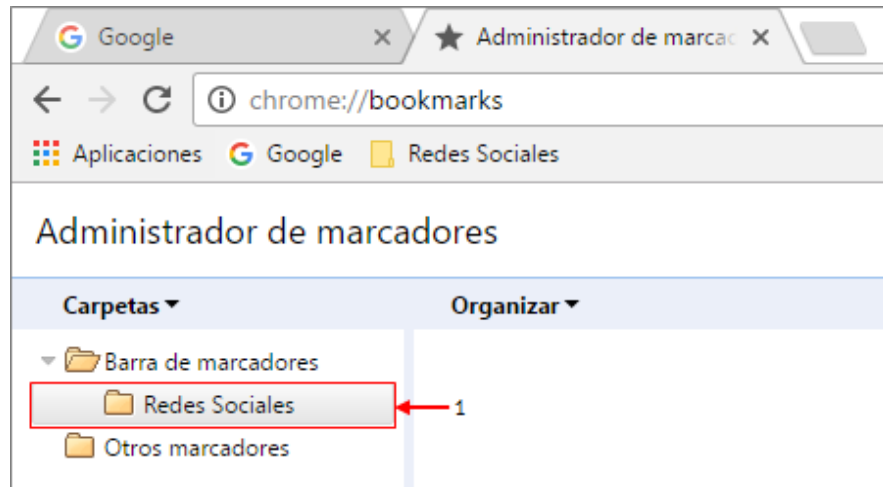 Google
Administrador de marcac
chrome://bookmarks
Aplicaciones Google Redes Sociales
Administrador de marcadores
Carpetas Organizar
Barra de marcadores
Redes Sociales 1
Otros marcadores